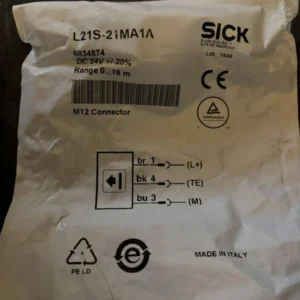 L21S-21MA1A
6034874
DC 24V +/-20%
Range 0...16 m
M12 Connector
SICK
CE
br 1 (L+)
bk 4 (TE)
bu 3 (M)
PE LD
e
MADE IN ITALY